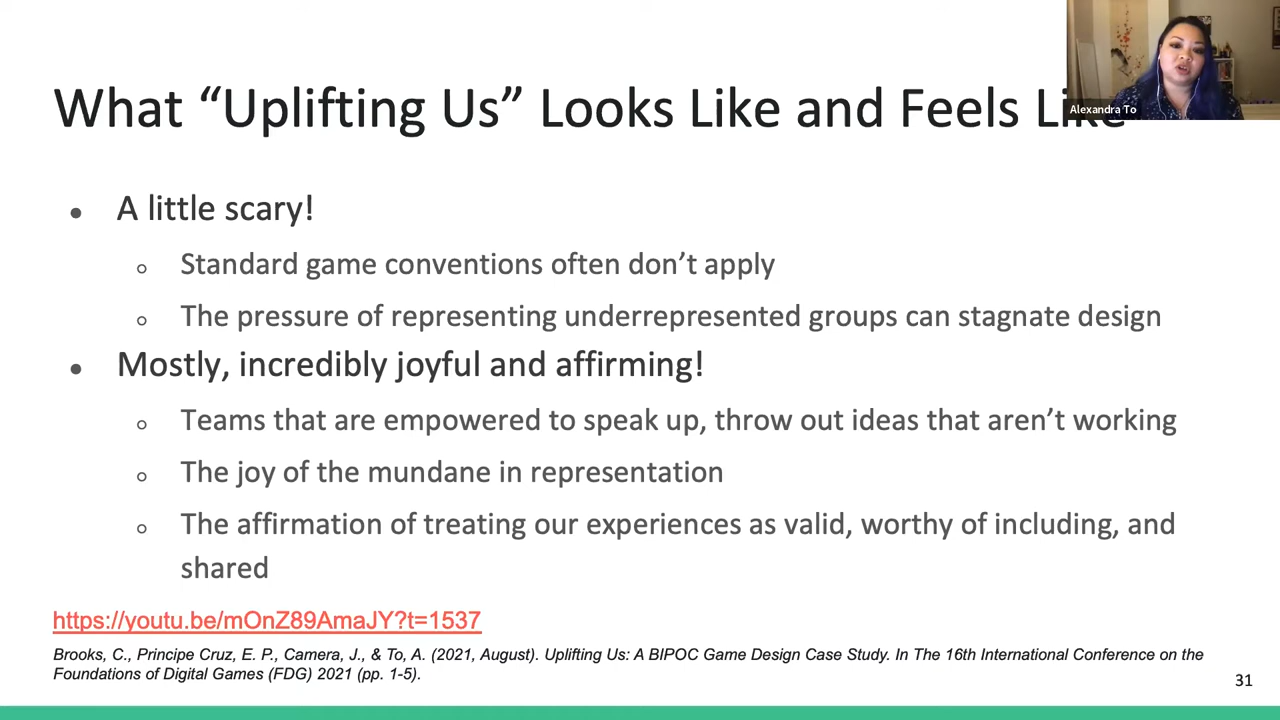 What “Uplifting Us” Looks Like and Feels Like
Alexandra To
● A little scary!
○ Standard game conventions often don’t apply
○ The pressure of representing underrepresented groups can stagnate design
● Mostly, incredibly joyful and affirming!
○ Teams that are empowered to speak up, throw out ideas that aren’t working
○ The joy of the mundane in representation
○ The affirmation of treating our experiences as valid, worthy of including, and
shared
https://youtu.be/mOnZ89AmaJY?t=1537
Brooks, C., Principe Cruz, E. P., Camera, J., & To, A. (2021, August). Uplifting Us: A BIPOC Game Design Case Study. In The 16th International Conference on the
Foundations of Digital Games (FDG) 2021 (pp. 1-5).
31